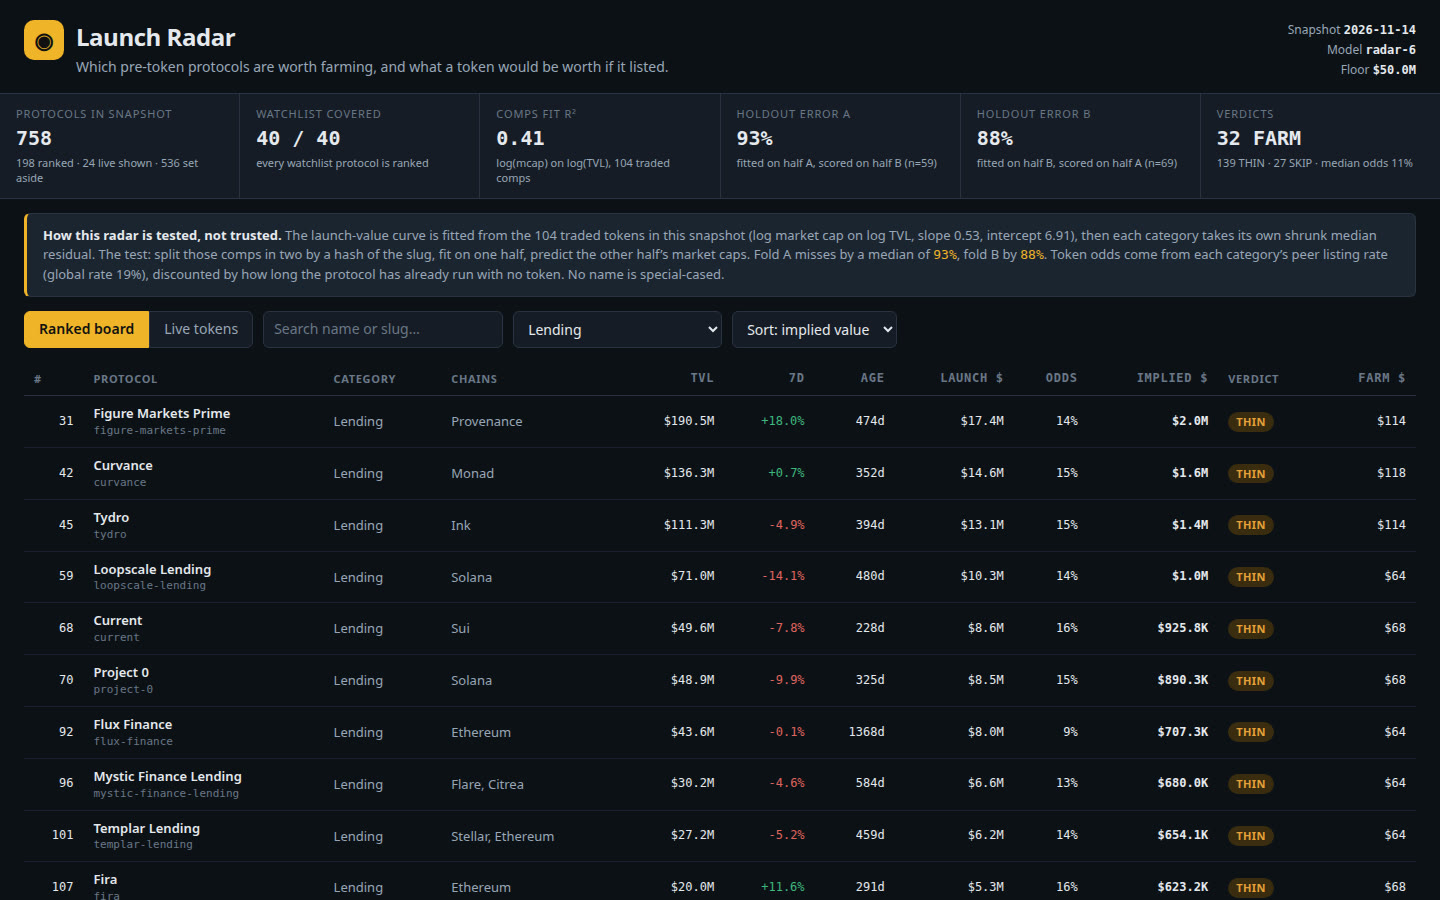 Launch Radar
Which pre-token protocols are worth farming, and what a token would be worth if it listed.
Snapshot 2026-11-14
Model radar-6
Floor $50.0M
PROTOCOLS IN SNAPSHOT
758
198 ranked · 24 live shown · 536 set
aside
WATCHLIST COVERED
40 / 40
every watchlist protocol is ranked
COMPS FIT R²
0.41
log(mcap) on log(TVL), 104 traded
comps
HOLDOUT ERROR A
93%
fitted on half A, scored on half B (n=59)
HOLDOUT ERROR B
88%
fitted on half B, scored on half A (n=69)
VERDICTS
32 FARM
139 THIN · 27 SKIP · median odds 11%
How this radar is tested, not trusted. The launch-value curve is fitted from the 104 traded tokens in this snapshot (log market cap on log TVL, slope 0.53, intercept 6.91), then each category takes its own shrunk median
residual. The test: split those comps in two by a hash of the slug, fit on one half, predict the other half's market caps. Fold A misses by a median of 93%, fold B by 88%. Token odds come from each category's peer listing rate
(global rate 19%), discounted by how long the protocol has already run with no token. No name is special-cased.
Ranked board Live tokens Search name or slug... Lending Sort: implied value
# PROTOCOL CATEGORY CHAINS TVL 7D AGE LAUNCH $ ODDS IMPLIED $ VERDICT FARM $
31 Figure Markets Prime Lending Provenance $190.5M +18.0% 474d $17.4M 14% $2.0M THIN $114
figure-markets-prime
42 Curvance Lending Monad $136.3M +0.7% 352d $14.6M 15% $1.6M THIN $118
curvance
45 Tydro Lending Ink $111.3M -4.9% 394d $13.1M 15% $1.4M THIN $114
tydro
59 Loopscale Lending Lending Solana $71.0M -14.1% 480d $10.3M 14% $1.0M THIN $64
loopscale-lending
68 Current Lending Sui $49.6M -7.8% 228d $8.6M 16% $925.8K THIN $68
current
70 Project 0 Lending Solana $48.9M -9.9% 325d $8.5M 15% $890.3K THIN $68
project-0
92 Flux Finance Lending Ethereum $43.6M -0.1% 1368d $8.0M 9% $707.3K THIN $64
flux-finance
96 Mystic Finance Lending Lending Flare, Citrea $30.2M -4.6% 584d $6.6M 13% $680.0K THIN $64
mystic-finance-lending
101 Templar Lending Lending Stellar, Ethereum $27.2M -5.2% 459d $6.2M 14% $654.1K THIN $64
templar-lending
107 Fira Lending Ethereum $20.0M +11.6% 291d $5.3M 16% $623.2K THIN $68
fira